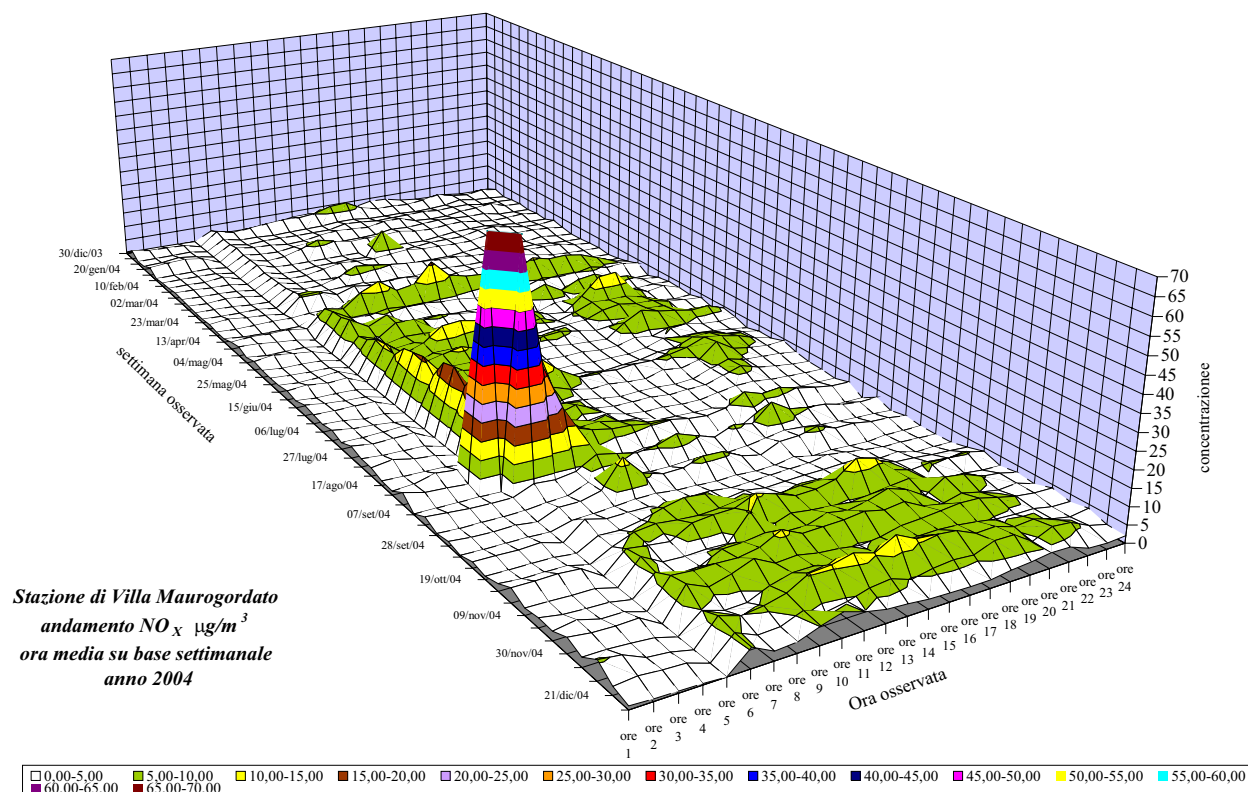 70
65
60
55
50
45
40
35
30
25
20
15
10
5
0
concentrazionee
30/dic/03
20/gen/04
10/feb/04
02/mar/04
23/mar/04
13/apr/04
04/mag/04
25/mag/04
15/giu/04
06/lug/04
27/lug/04
17/ago/04
07/set/04
28/set/04
19/ott/04
09/nov/04
30/nov/04
21/dic/04
settimana osservata
ore 1
ore 2
ore 3
ore 4
ore 5
ore 6
ore 7
ore 8
ore 9
ore 10
ore 11
ore 12
ore 13
ore 14
ore 15
ore 16
ore 17
ore 18
ore 19
ore 20
ore 21
ore 22
ore 23
ore 24
Ora osservata
Stazione di Villa Maurogordato
andamento NOX µg/m3
ora media su base settimanale
anno 2004
0,00-5,00 5,00-10,00 10,00-15,00 15,00-20,00 20,00-25,00 25,00-30,00 30,00-35,00 35,00-40,00 40,00-45,00 45,00-50,00 50,00-55,00 55,00-60,00
60,00-65,00 65,00-70,00